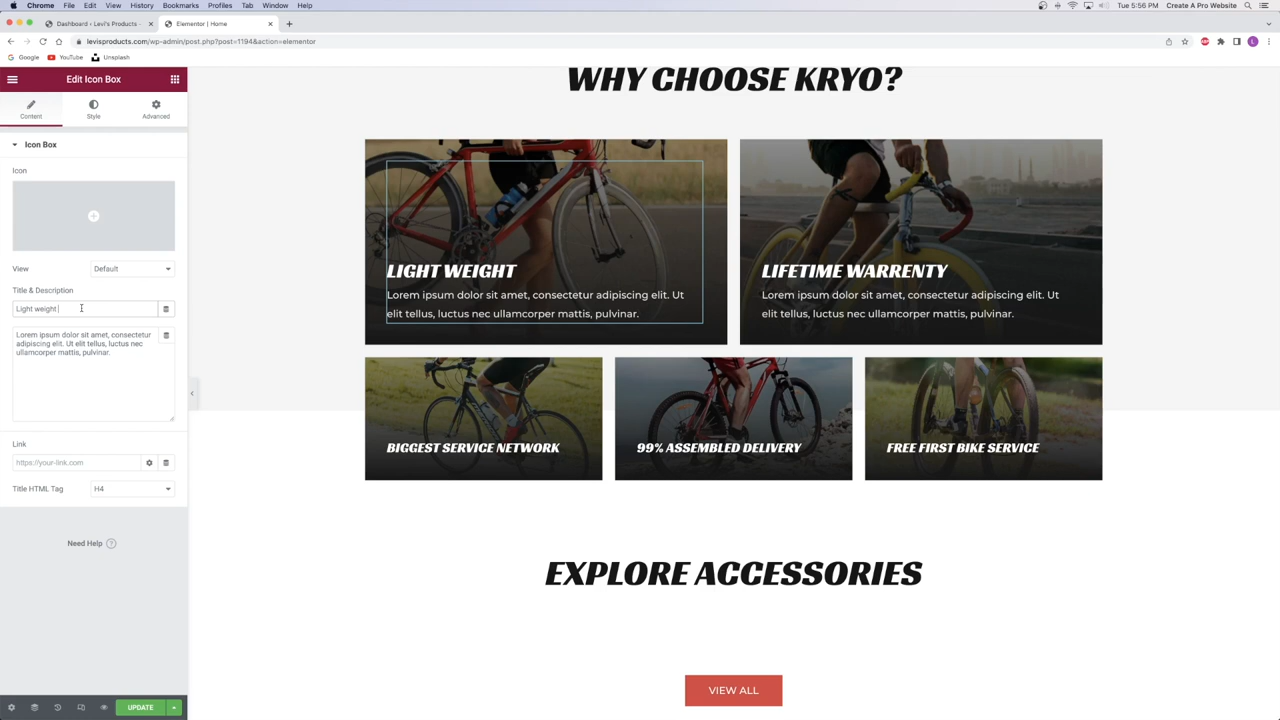 Chrome File Edit View History Bookmarks Profiles Tab Window Help Tue 5:56 PM Create A Pro Website
Dashboard ‹ Levi's Products - Elementor | Home
levisproducts.com/wp-admin/post.php?post=1194&action=elementor
Google YouTube Unsplash
Edit Icon Box
Content Style Advanced
Icon Box
Icon
View Default
Title & Description
Light weight
Lorem ipsum dolor sit amet, consectetur
adipiscing elit. Ut elit tellus, luctus nec
ullamcorper mattis, pulvinar.
Link
https://your-link.com
Title HTML Tag H4
Need Help ?
UPDATE
WHY CHOOSE KRYO?
LIGHT WEIGHT
Lorem ipsum dolor sit amet, consectetur adipiscing elit. Ut
elit tellus, luctus nec ullamcorper mattis, pulvinar.
LIFETIME WARRENTY
Lorem ipsum dolor sit amet, consectetur adipiscing elit. Ut
elit tellus, luctus nec ullamcorper mattis, pulvinar.
BIGGEST SERVICE NETWORK
99% ASSEMBLED DELIVERY
FREE FIRST BIKE SERVICE
EXPLORE ACCESSORIES
VIEW ALL